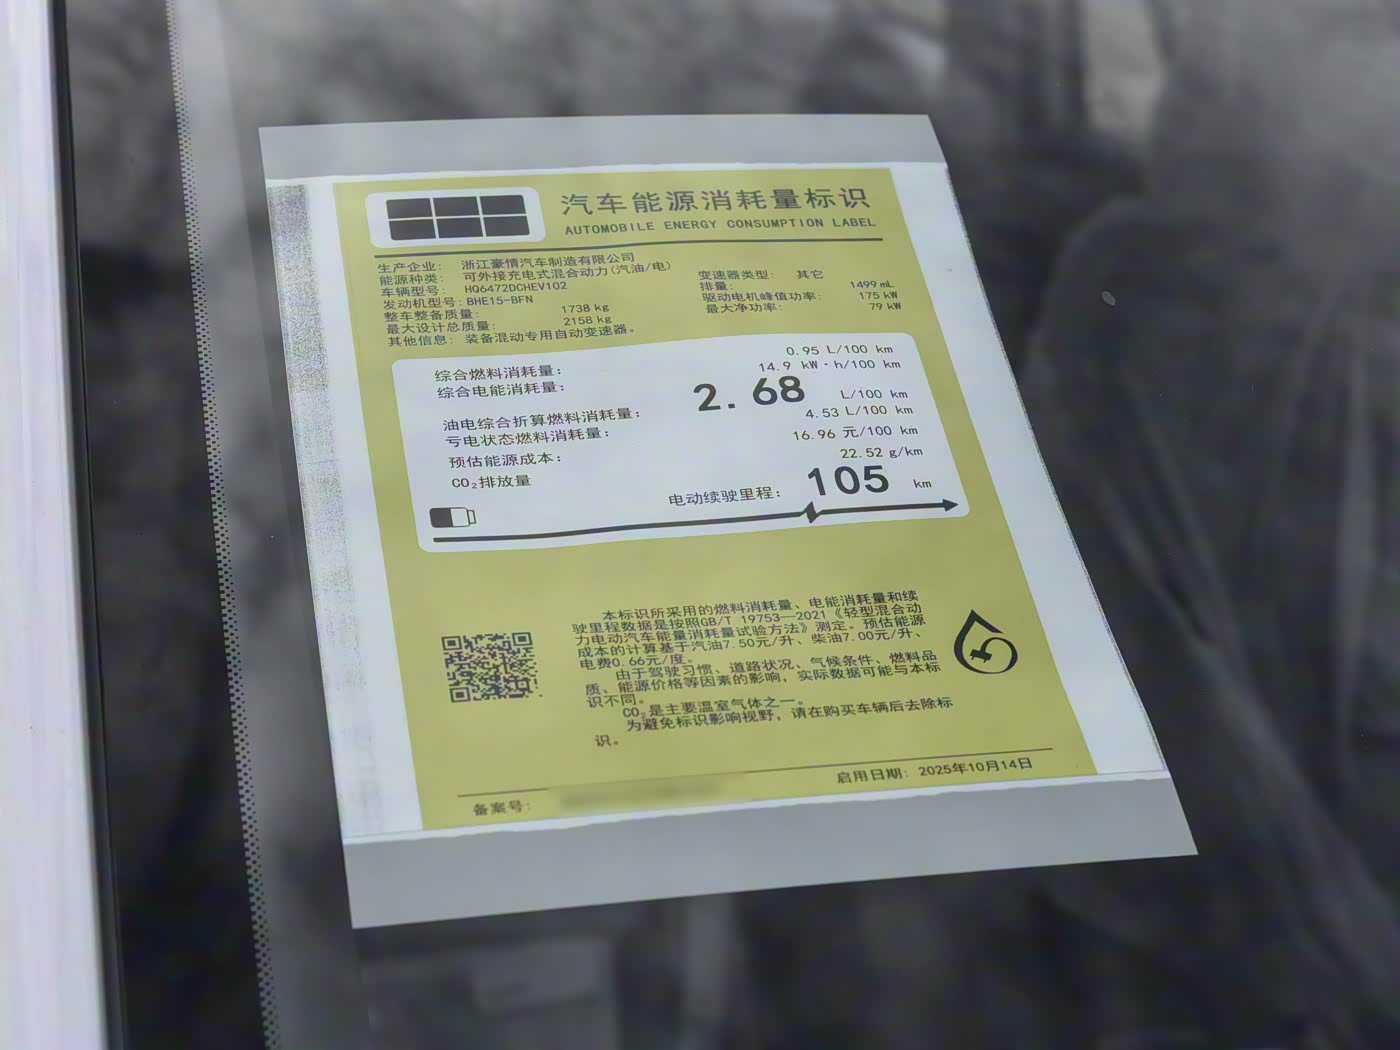 汽车能源消耗量标识
AUTOMOBILE ENERGY CONSUMPTION LABEL
生产企业: 浙江豪情汽车制造有限公司
能源种类: 可外接充电式混合动力(汽油/电)
车辆型号: HQ6472DCHEV102
发动机型号:BHE15-BFN
整车整备质量: 1738 kg
最大设计总质量: 2158 kg
其他信息: 装备混动专用自动变速器。
变速器类型: 其它
排量: 1499 mL
驱动电机峰值功率: 175 kW
最大净功率: 79 kW
综合燃料消耗量: 0.95 L/100 km
综合电能消耗量: 14.9 kW·h/100 km
油电综合折算燃料消耗量: 2.68 L/100 km
亏电状态燃料消耗量: 4.53 L/100 km
预估能源成本: 16.96 元/100 km
CO₂排放量 22.52 g/km
电动续驶里程: 105 km
本标识所采用的燃料消耗量、电能消耗量和续
驶里程数据是按照GB/T 19753—2021《轻型混合动
力电动汽车能量消耗量试验方法》测定。预估能源
成本的计算基于汽油7.50元/升、柴油7.00元/升、
电费0.66元/度。
由于驾驶习惯、道路状况、气候条件、燃料品
质、能源价格等因素的影响，实际数据可能与本标
识不同。
CO₂是主要温室气体之一。
为避免标识影响视野，请在购买车辆后去除标
识。
备案号:
启用日期: 2025年10月14日